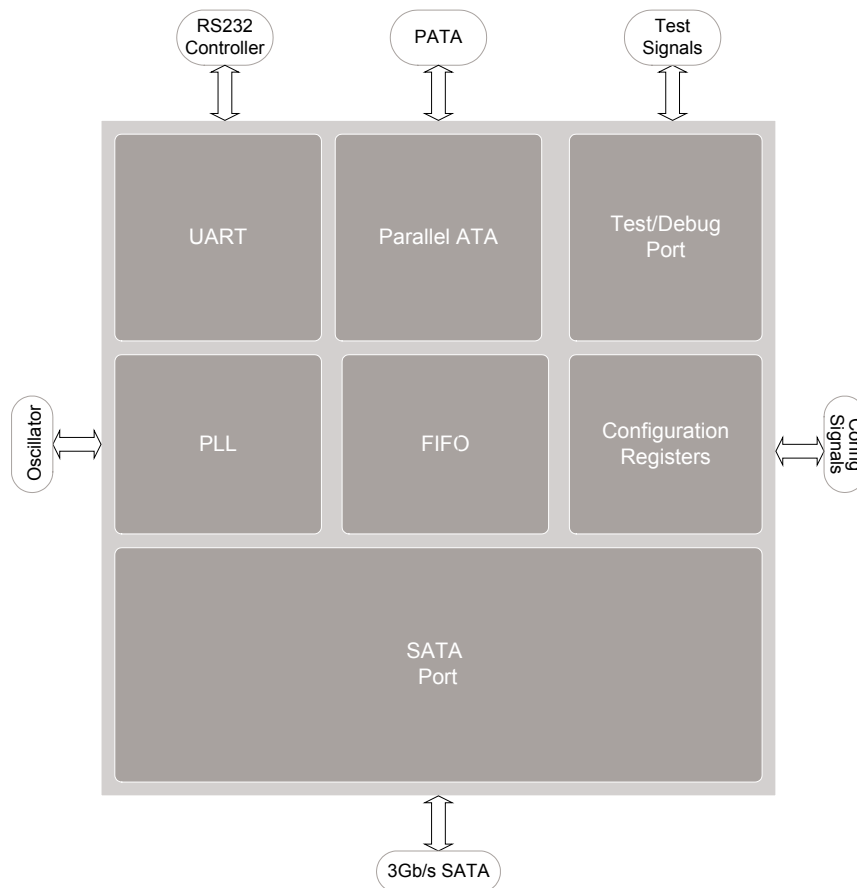 RS232
Controller
PATA
Test
Signals
UART
Parallel ATA
Test/Debug
Port
Oscillator
PLL
FIFO
Configuration
Registers
Config
Signals
SATA
Port
3Gb/s SATA